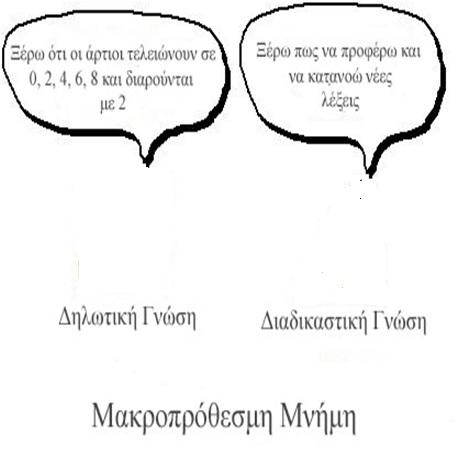 Ξέρω ότι οι άρτιοι τελειώνουν σε
0, 2, 4, 6, 8 και διαρούνται
με 2
Ξέρω πως να προφέρω και
να κατανοώ νέες
λέξεις
Δηλωτική Γνώση
Διαδικαστική Γνώση
Μακροπρόθεσμη Μνήμη